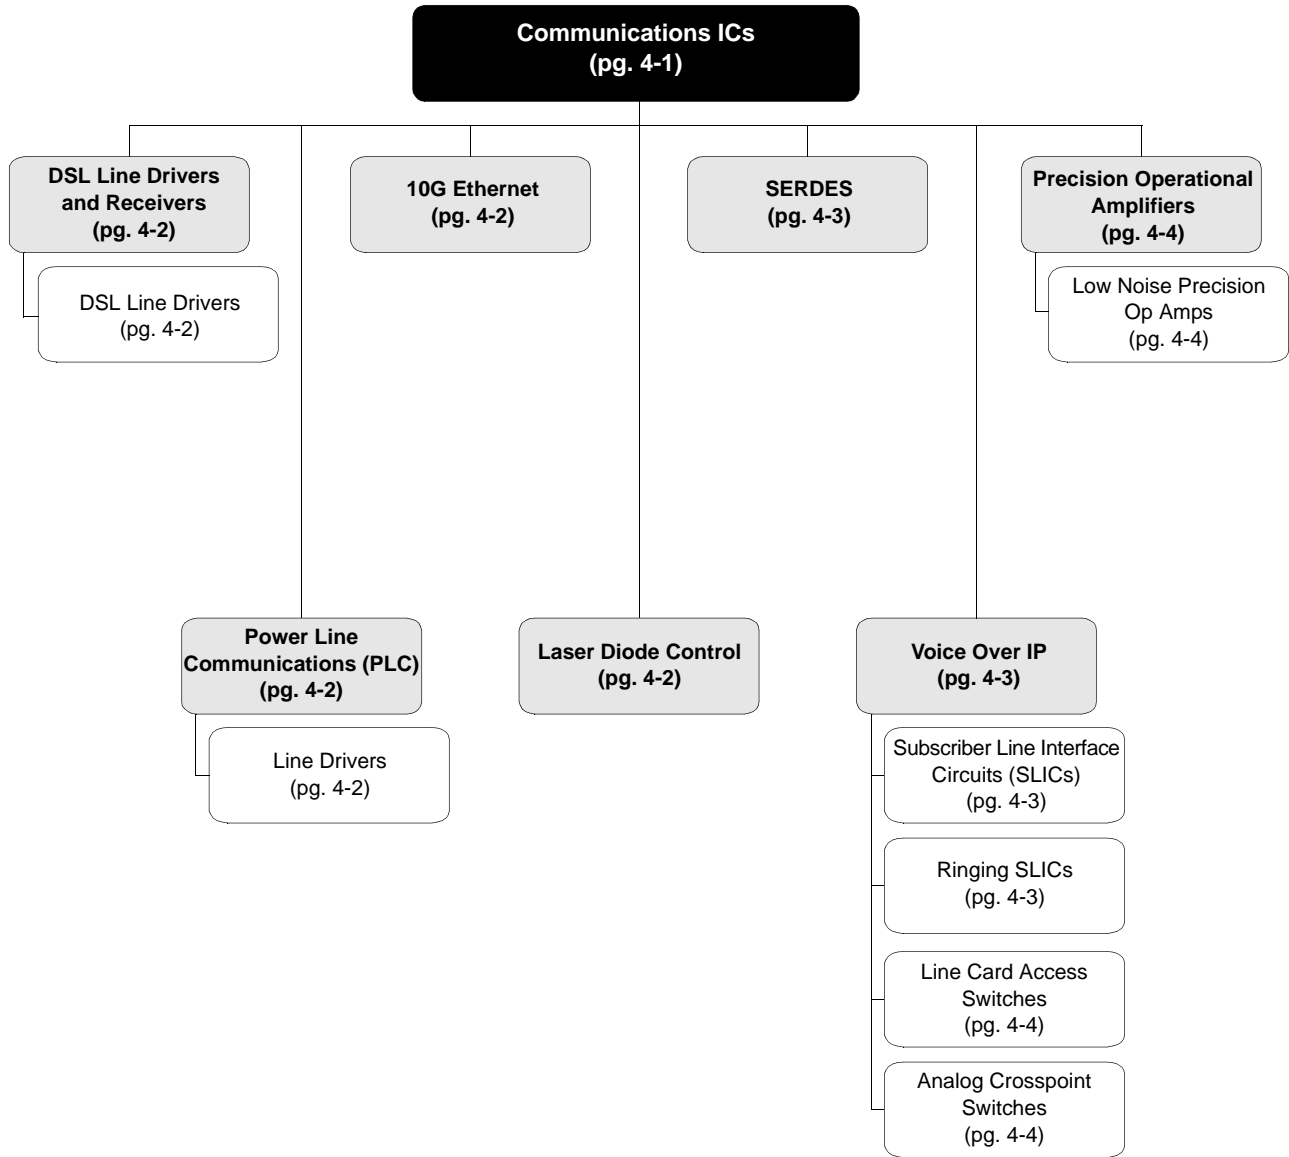 Communications ICs
(pg. 4-1)
DSL Line Drivers
and Receivers
(pg. 4-2)
DSL Line Drivers
(pg. 4-2)
10G Ethernet
(pg. 4-2)
SERDES
(pg. 4-3)
Precision Operational
Amplifiers
(pg. 4-4)
Low Noise Precision
Op Amps
(pg. 4-4)
Power Line
Communications (PLC)
(pg. 4-2)
Line Drivers
(pg. 4-2)
Laser Diode Control
(pg. 4-2)
Voice Over IP
(pg. 4-3)
Subscriber Line Interface
Circuits (SLICs)
(pg. 4-3)
Ringing SLICs
(pg. 4-3)
Line Card Access
Switches
(pg. 4-4)
Analog Crosspoint
Switches
(pg. 4-4)